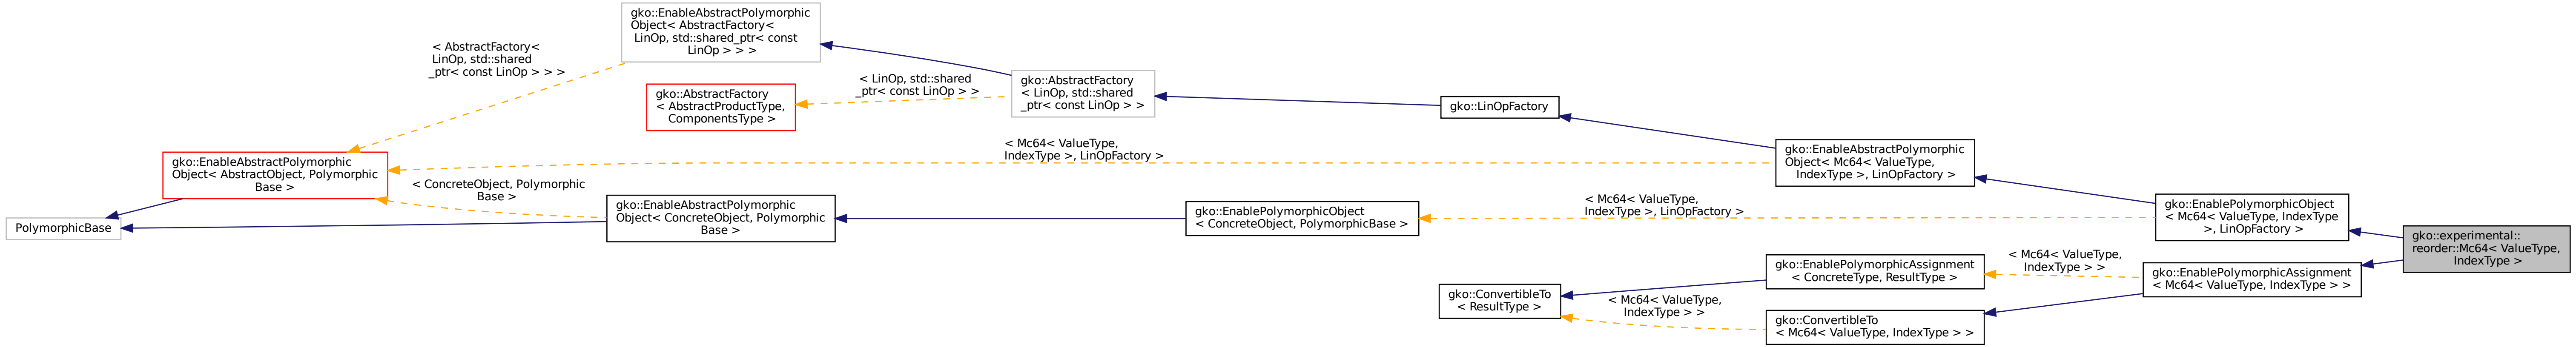 gko::EnableAbstractPolymorphic
Object< AbstractFactory<
LinOp, std::shared_ptr< const
LinOp > > >
< AbstractFactory<
LinOp, std::shared
_ptr< const LinOp > > >
gko::AbstractFactory
< AbstractProductType,
ComponentsType >
< LinOp, std::shared
_ptr< const LinOp > >
gko::AbstractFactory
< LinOp, std::shared
_ptr< const LinOp > >
gko::LinOpFactory
gko::EnableAbstractPolymorphic
Object< AbstractObject, Polymorphic
Base >
< Mc64< ValueType,
IndexType >, LinOpFactory >
gko::EnableAbstractPolymorphic
Object< Mc64< ValueType,
IndexType >, LinOpFactory >
< ConcreteObject, Polymorphic
Base >
PolymorphicBase
gko::EnableAbstractPolymorphic
Object< ConcreteObject, Polymorphic
Base >
gko::EnablePolymorphicObject
< ConcreteObject, PolymorphicBase >
< Mc64< ValueType,
IndexType >, LinOpFactory >
gko::EnablePolymorphicObject
< Mc64< ValueType, IndexType
>, LinOpFactory >
gko::experimental::
reorder::Mc64< ValueType,
IndexType >
gko::EnablePolymorphicAssignment
< ConcreteType, ResultType >
< Mc64< ValueType,
IndexType > >
gko::EnablePolymorphicAssignment
< Mc64< ValueType, IndexType > >
gko::ConvertibleTo
< ResultType >
< Mc64< ValueType,
IndexType > >
gko::ConvertibleTo
< Mc64< ValueType, IndexType > >